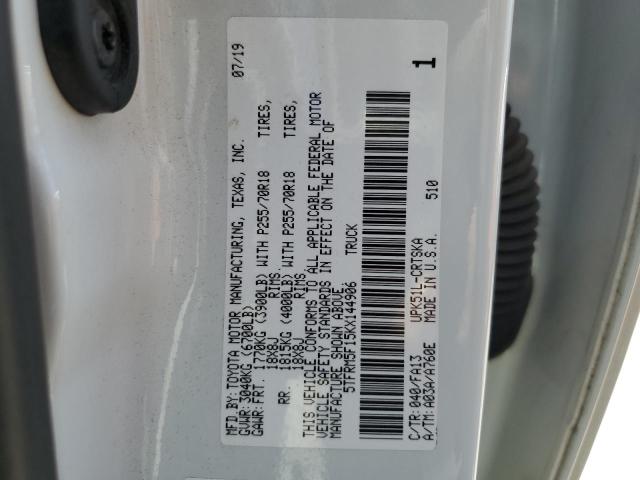 MFD.BY:TOYOTA MOTOR MANUFACTURING, TEXAS, INC. 07/19
GVWR:3040KG (6700LB)
GAWR:FRT. 1770KG (3900LB) WITH P255/70R18 TIRES,
18X8J RIMS,
RR. 1815KG (4000LB) WITH P255/70R18 TIRES,
18X8J RIMS.
THIS VEHICLE CONFORMS TO ALL APPLICABLE FEDERAL MOTOR
VEHICLE SAFETY STANDARDS IN EFFECT ON THE DATE OF
MANUFACTURE SHOWN ABOVE.
5TFRM5F15KX144906 TRUCK
C/TR: 040/FA13 UPK51L-CRTSKA
A/TM: A03A/A760E MADE IN U.S.A. 510 1